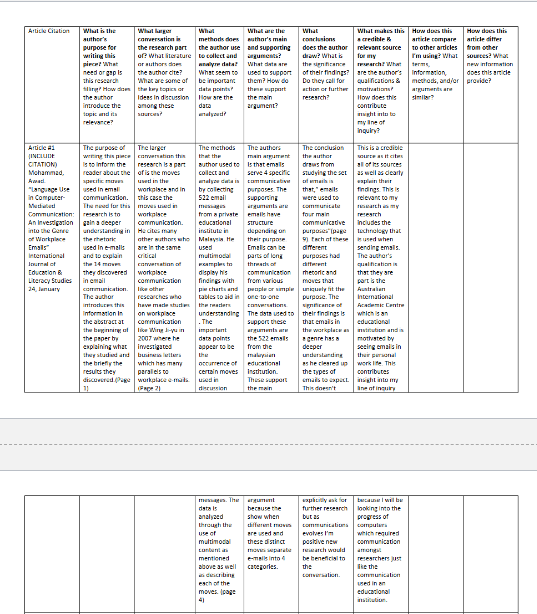 Article Citation
What is the
author's
purpose for
writing this
piece? What
need or gap is
this research
filling? How does
the author
introduce the
topic and its
relevance?
What larger
conversation is
the research part
of? What literature
or authors does
the author cite?
What are some of
the key topics or
ideas in discussion
among these
sources?
What
methods does
the author use
to collect and
analyze data?
What seem to
be important
data points?
How are the
data
analyzed?
What are the
author's main
and supporting
arguments?
What data are
used to support
them? How do
these support
the main
argument?
What
conclusions
does the author
draw? What is
the significance
of their findings?
Do they call for
action or further
research?
What makes this
a credible &
relevant source
for my
research? What
are the author's
qualifications &
motivations?
How does this
contribute
insight into to
my line of
inquiry?
How does this
article compare
to other articles
I'm using? What
terms,
information,
methods, and/or
arguments are
similar?
How does this
article differ
from other
sources? What
new information
does this article
provide?
Article #1
(INCLUDE
CITATION)
Mohammad,
Awad.
"Language Use
in Computer-
Mediated
Communication:
An Investigation
into the Genre
of Workplace
Emails"
International
Journal of
Education &
Literacy Studies
24, January
The purpose of
writing this piece
is to inform the
reader about the
specific moves
used in email
communication.
The need for this
research is to
gain a deeper
understanding in
the rhetoric
used in e-mails
and to explain
the 14 moves
they discovered
in email
communication.
The author
introduces this
information in
the abstract at
the beginning of
the paper by
explaining what
they studied and
the briefly the
results they
discovered.(Page
1)
The larger
conversation this
research is a part
of is the moves
used in the
workplace and in
this case the
moves used in
workplace
communication.
He cites many
other authors who
are in the same
critical
conversation of
workplace
communication
like other
researches who
have made studies
on workplace
communication
like Wing Ji-yu in
2007 where he
investigated
business letters
which has many
parallels to
workplace e-mails.
(Page 2)
The methods
that the
author used to
collect and
analyze data is
by collecting
522 email
messages
from a private
educational
institute in
Malaysia. He
used
multimodal
examples to
display his
findings with
pie charts and
tables to aid in
the readers
understanding
. The
important
data points
appear to be
the
occurrence of
certain moves
used in
discussion
The authors
main argument
is that emails
serve 4 specific
communicative
purposes. The
supporting
arguments are
emails have
structure
depending on
their purpose
Emails can be
parts of long
threads of
communication
from various
people or simple
one-to-one
conversations.
The data used to
support these
arguments are
the 522 emails
from the
malaysian
educational
institution.
These support
the main
The conclusion
the author
draws from
studying the set
of emails is
that," emails
were used to
communicate
four main
communicative
purposes"(page
9). Each of these
different
purposes had
different
rhetoric and
moves that
uniquely fit the
purpose. The
significance of
their findings is
that emails in
the workplace as
a genre has a
deeper
understanding
as he cleared up
the types of
emails to expect.
This doesn't
This is a credible
source as it cites
all of its sources
as well as clearly
explain their
findings. This is
relevant to my
research as my
research
includes the
technology that
is used when
sending emails.
The author's
qualification is
that they are
part is the
Australian
International
Academic Centre
which is an
educational
institution and is
motivated by
seeing emails in
their personal
work life. This
contributes
insight into my
line of inquiry
messages. The
data is
analyzed
through the
use of
multimodal
content as
mentioned
above as well
as describing
each of the
moves. (page
4)
argument
because the
show when
different moves
are used and
these distinct
moves separate
e-mails into 4
categories.
explicitly ask for
further research
but as
communications
evolves I'm
positive new
research would
be beneficial to
the
conversation.
because I will be
looking into the
progress of
computers
which required
communication
amongst
researchers just
like the
communication
used in an
educational
institution.